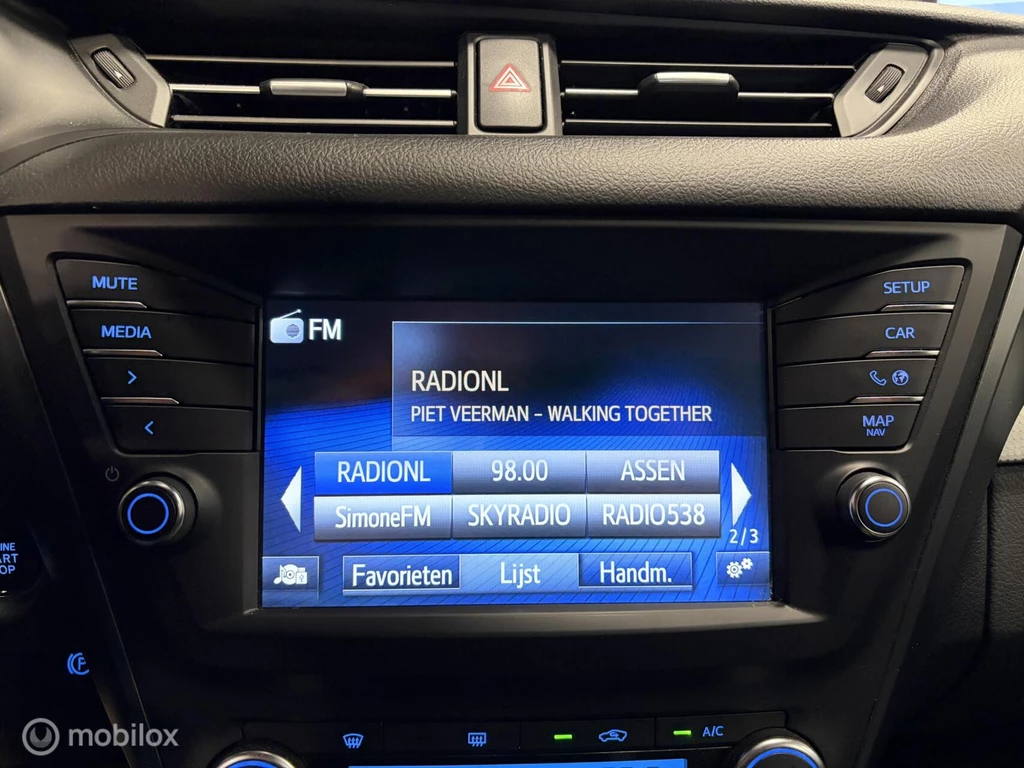 MUTE
MEDIA
SETUP
CAR
MAP
NAV
FM
RADIONL
PIET VEERMAN - WALKING TOGETHER
RADIONL 98.00 ASSEN
SimoneFM SKYRADIO RADIO538
2/3
Favorieten Lijst Handm.
A/C
mobilox